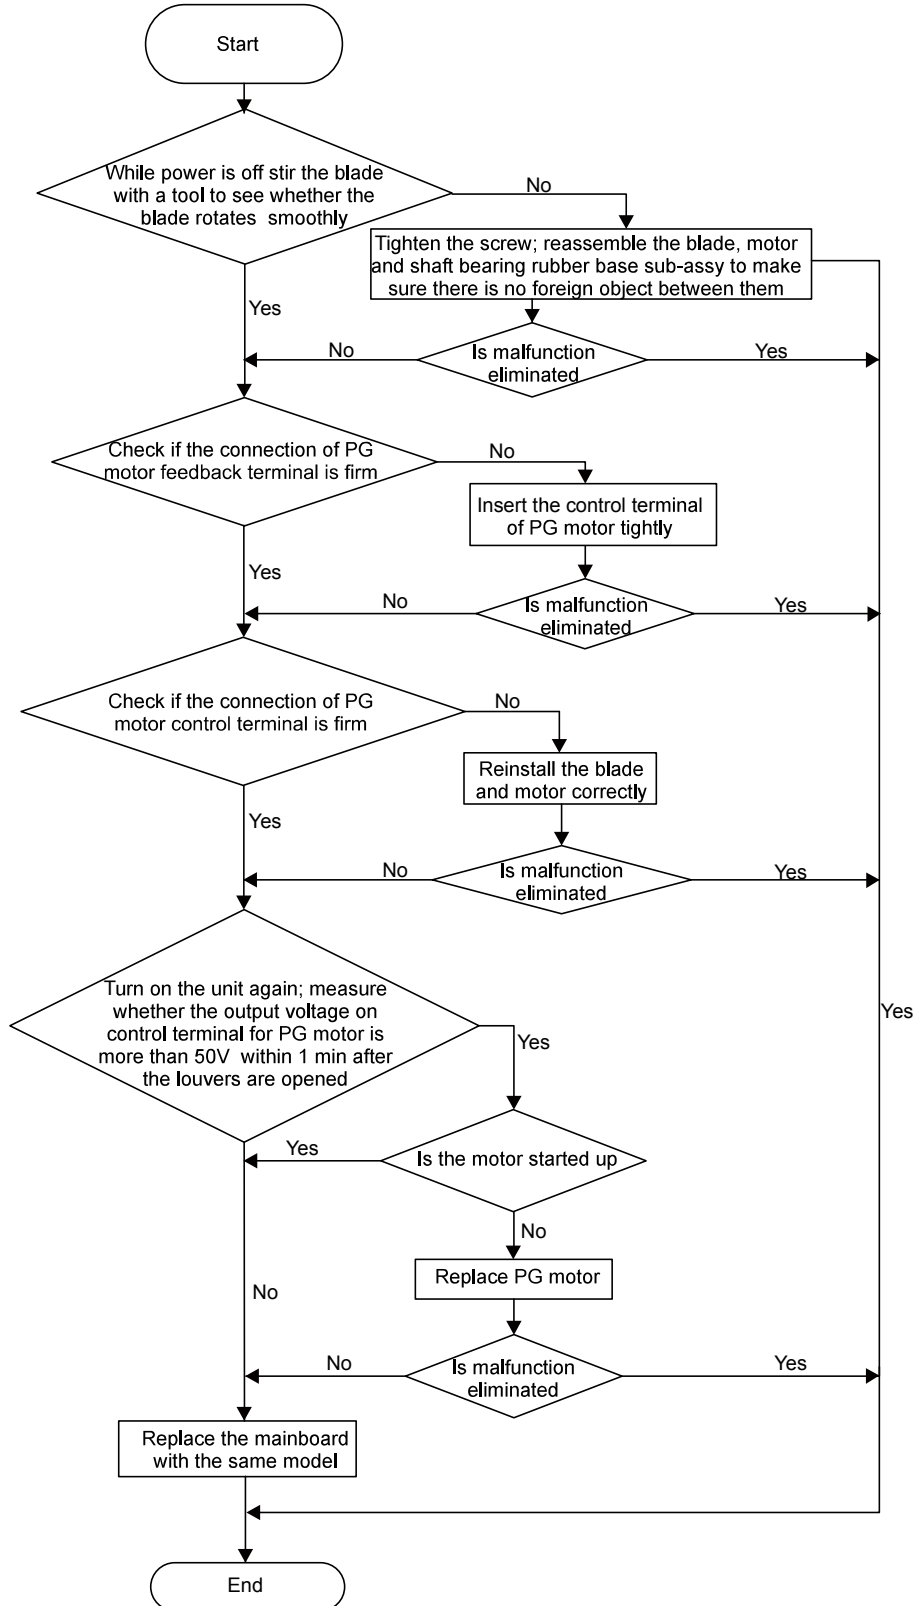 Start
While power is off stir the blade
with a tool to see whether the
blade rotates smoothly
No
Tighten the screw; reassemble the blade, motor
and shaft bearing rubber base sub-assy to make
sure there is no foreign object between them
Yes
Is malfunction
eliminated
No
Yes
Check if the connection of PG
motor feedback terminal is firm
No
Insert the control terminal
of PG motor tightly
Yes
Is malfunction
eliminated
No
Yes
Check if the connection of PG
motor control terminal is firm
No
Reinstall the blade
and motor correctly
Yes
Is malfunction
eliminated
No
Yes
Turn on the unit again; measure
whether the output voltage on
control terminal for PG motor is
more than 50V within 1 min after
the louvers are opened
Yes
Yes
Is the motor started up
Yes
No
Replace PG motor
No
Is malfunction
eliminated
No
Yes
Replace the mainboard
with the same model
End